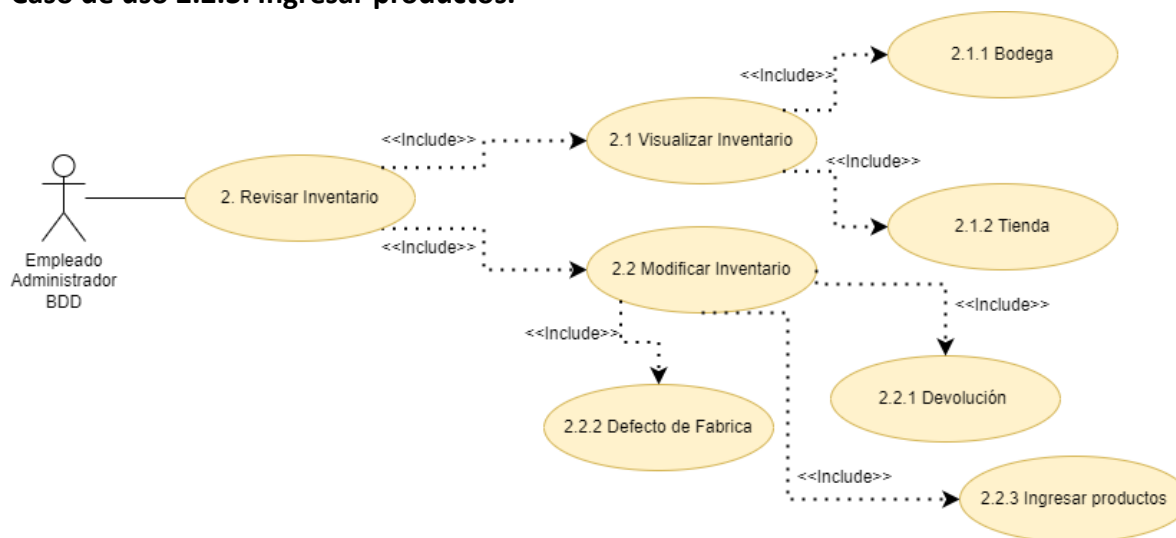 Caso de uso 2.2.3. Ingresar productos.
2.1.1 Bodega
<<Include>>
<<Include>>
2.1 Visualizar Inventario
<<Include>>
2. Revisar Inventario
2.1.2 Tienda
<<Include>>
Empleado
Administrador
BDD
2.2 Modificar Inventario
<<Include>>
<<Include>>
2.2.1 Devolución
2.2.2 Defecto de Fabrica
<<Include>>
2.2.3 Ingresar productos